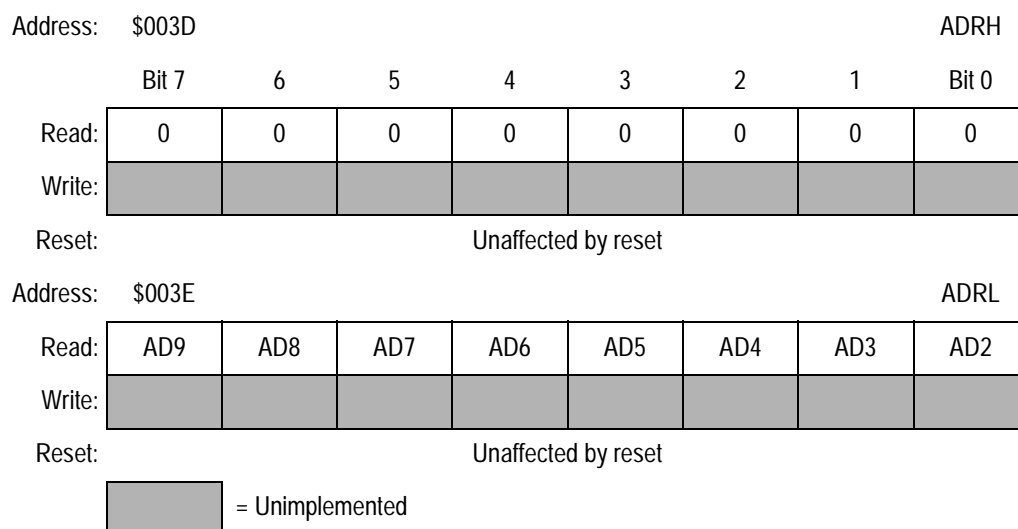 Address: $003D ADRH
Bit 7 6 5 4 3 2 1 Bit 0
Read: 0 0 0 0 0 0 0 0
Write:
Reset: Unaffected by reset
Address: $003E ADRL
Read: AD9 AD8 AD7 AD6 AD5 AD4 AD3 AD2
Write:
Reset: Unaffected by reset
= Unimplemented